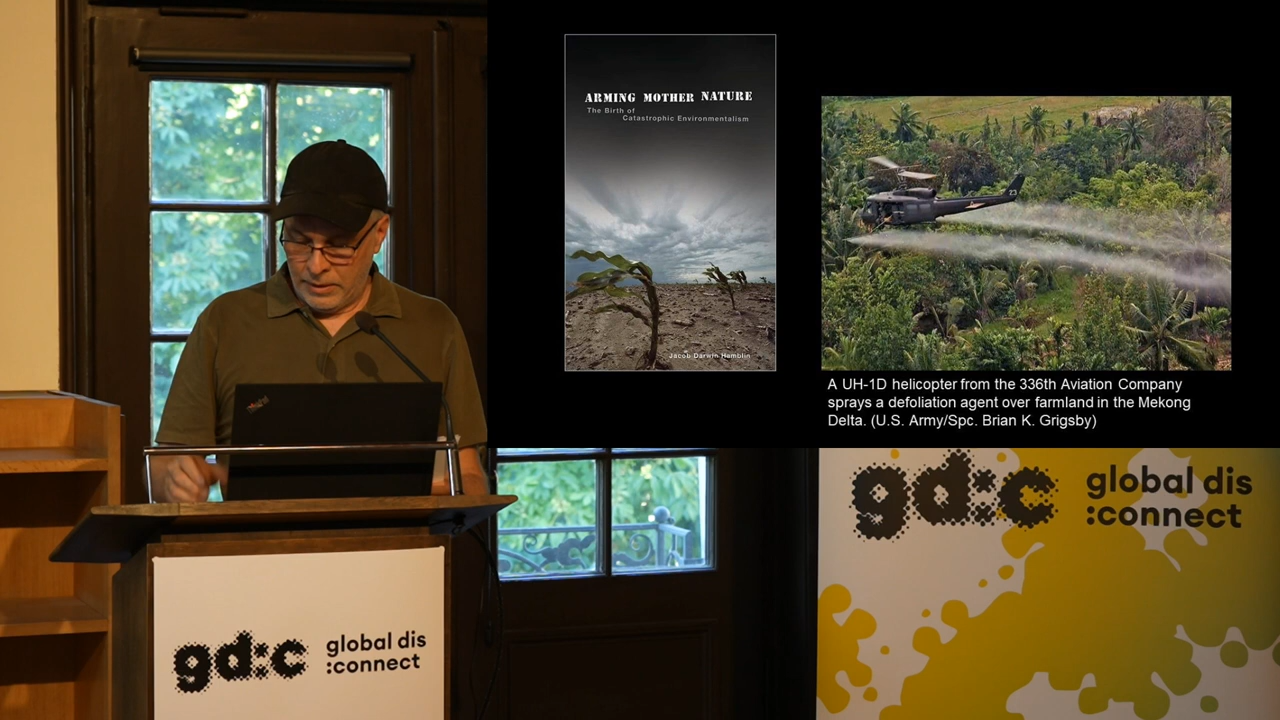 ARMING MOTHER NATURE
The Birth of
Catastrophic Environmentalism
Jacob Darwin Hamblin
23
A UH-1D helicopter from the 336th Aviation Company
sprays a defoliation agent over farmland in the Mekong
Delta. (U.S. Army/Spc. Brian K. Grigsby)
ThinkPad
gd:c
global dis
:connect
gd:c
global dis
:connect